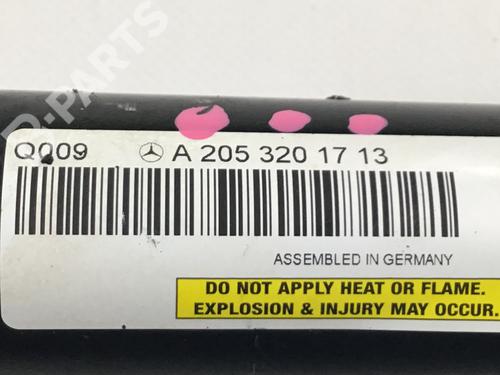 B-PARTS
Q009 A 205 320 17 13
ASSEMBLED IN GERMANY
DO NOT APPLY HEAT OR FLAME.
EXPLOSION & INJURY MAY OCCUR.